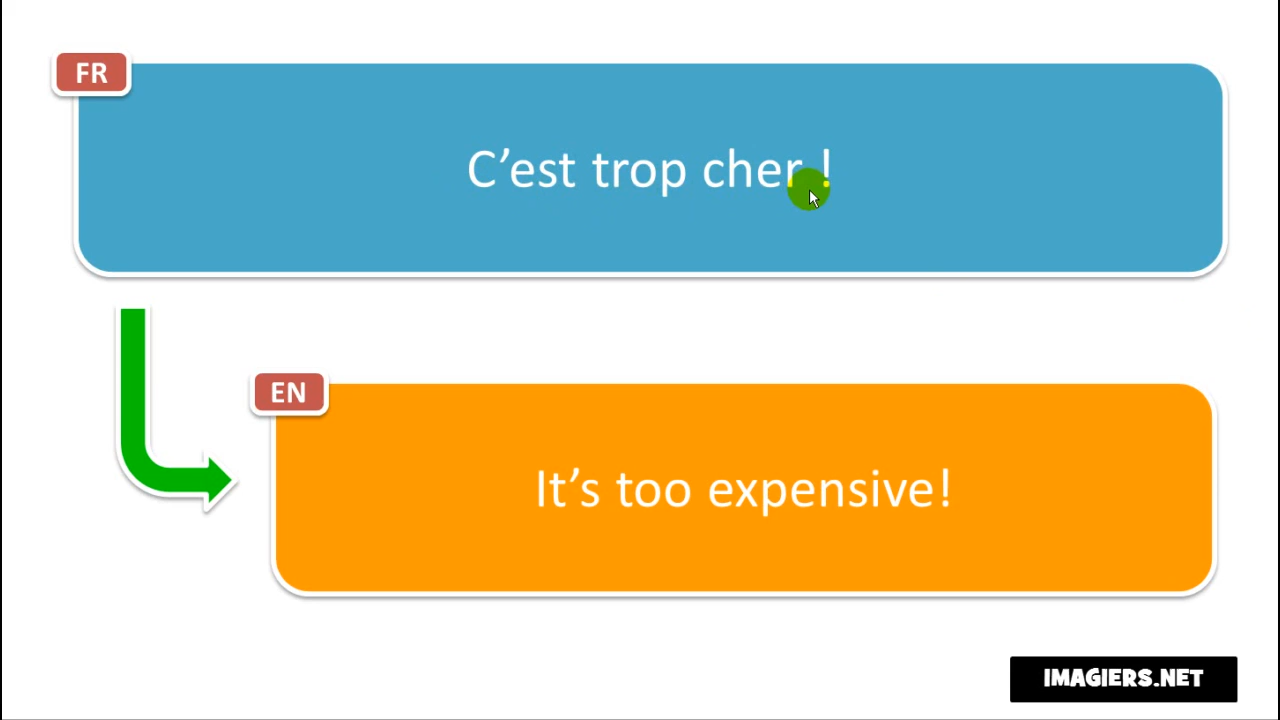 FR
C’est trop cher !
EN
It’s too expensive!
IMAGIERS.NET